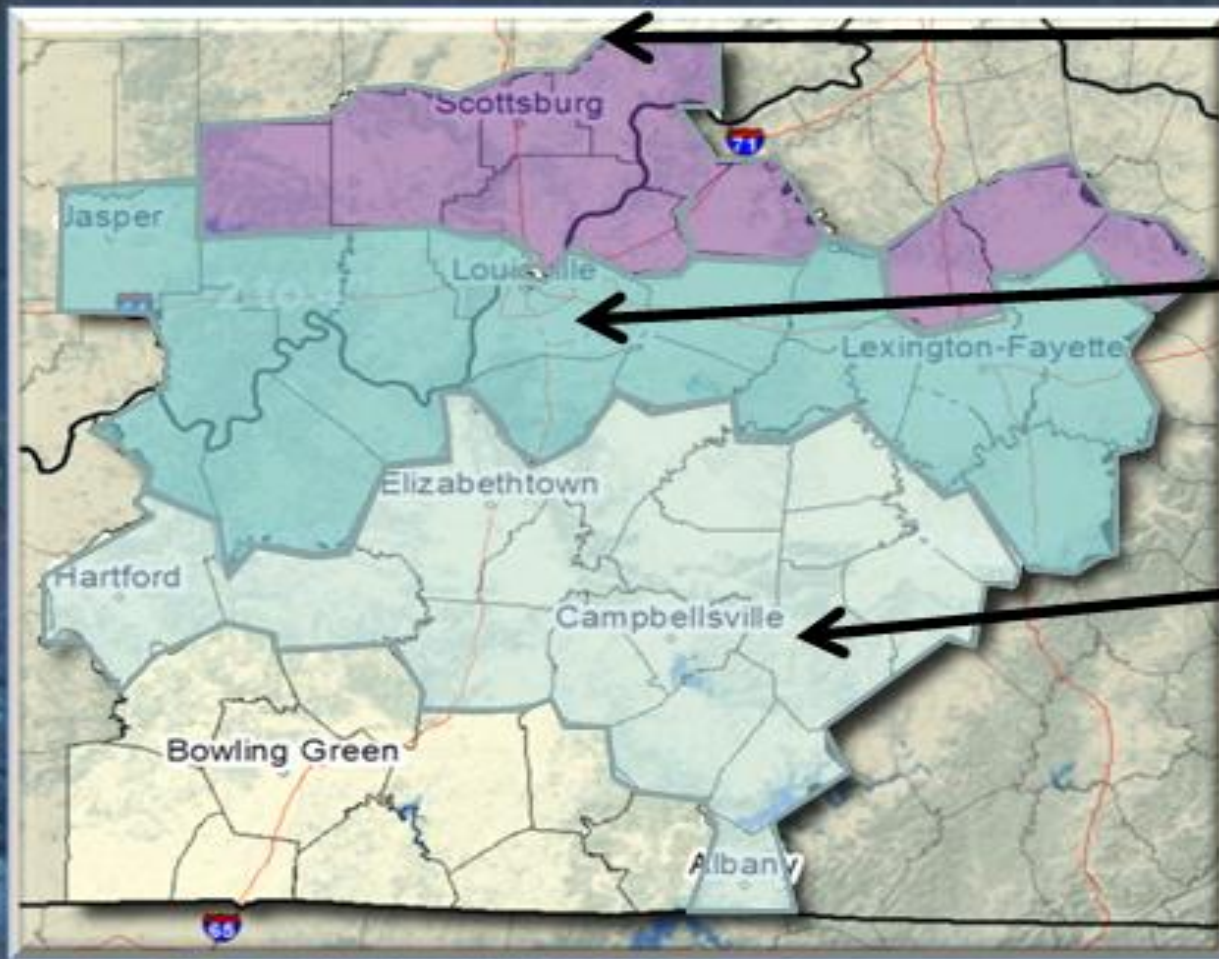 Scottsburg
71
Jasper
Louisville
Lexington-Fayette
Elizabethtown
Hartford
Campbellsville
Bowling Green
Albany
65